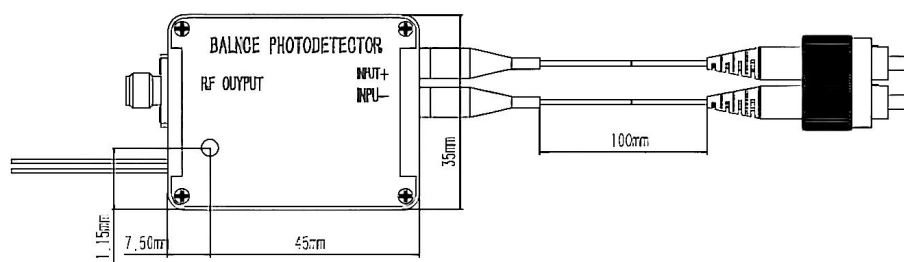 BALNCE PHOTODETECTOR
INPUT+
RF OUYPUT
INPU—
100mm
35mm
1.15mm
7.50mm
45mm